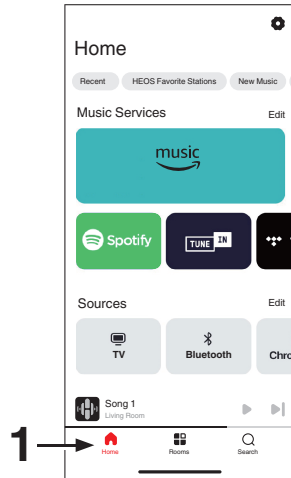 Home
Recent HEOS Favorite Stations New Music
Music Services Edit
music
Spotify TUNE IN
Sources Edit
TV Bluetooth Chro
Song 1
Living Room
1
Home Rooms Search